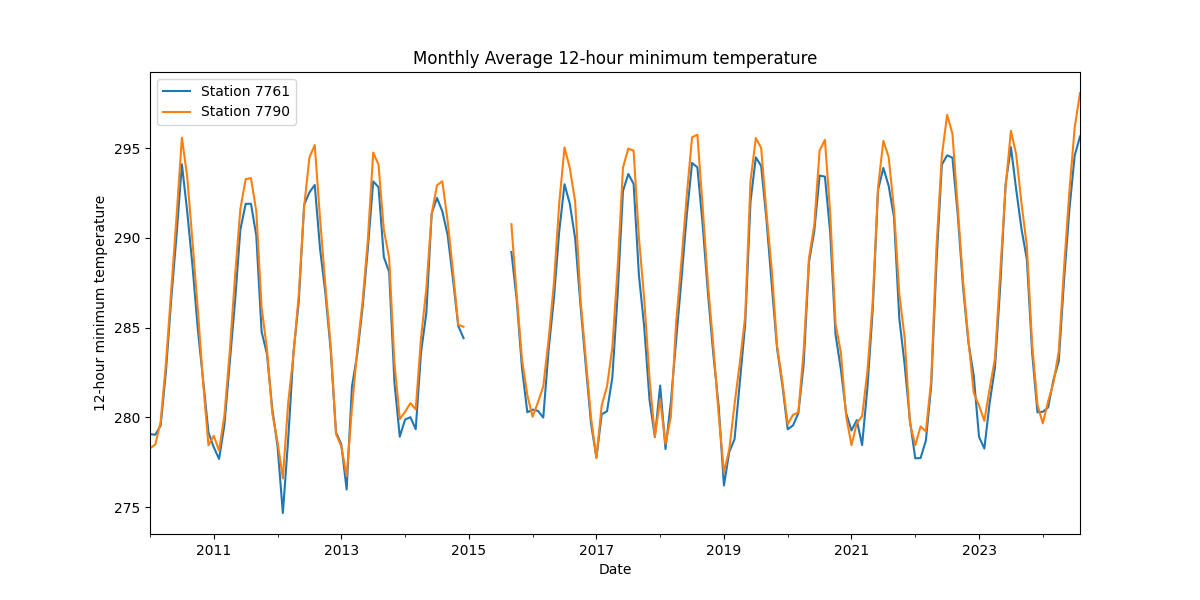 Monthly Average 12-hour minimum temperature
Station 7761
Station 7790
12-hour minimum temperature
295
290
285
280
275
2011
2013
2015
2017
2019
2021
2023
Date